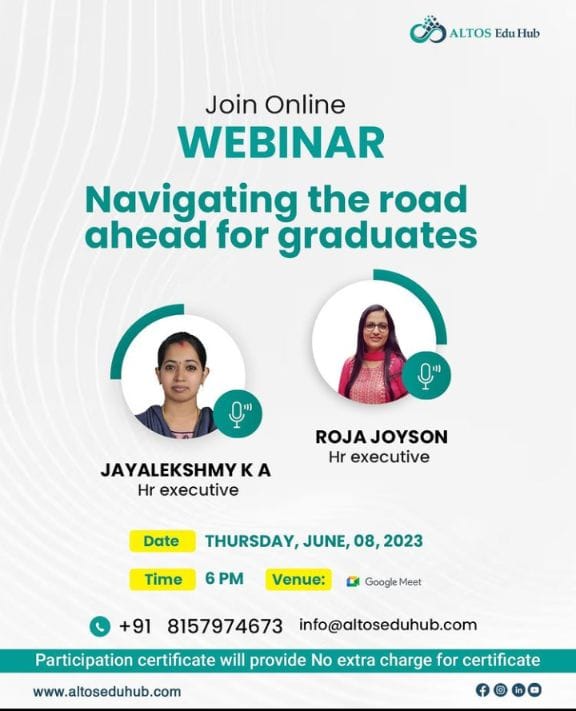 ALTOS Edu Hub
Join Online
WEBINAR
Navigating the road
ahead for graduates
JAYALEKSHMY K A
Hr executive
ROJA JOYSON
Hr executive
Date THURSDAY, JUNE, 08, 2023
Time 6 PM Venue: Google Meet
+91 8157974673 info@altoseduhub.com
Participation certificate will provide No extra charge for certificate
www.altoseduhub.com